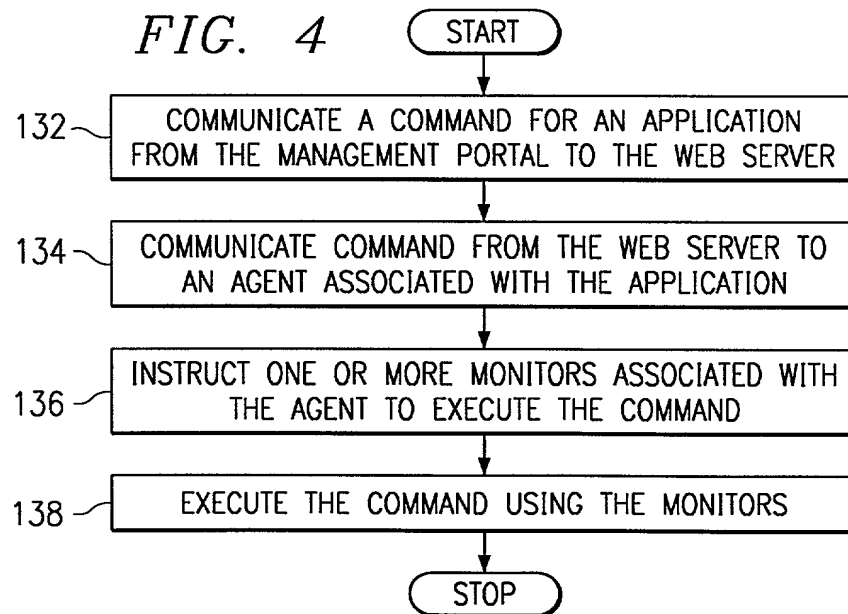 FIG. 4
START
132
COMMUNICATE A COMMAND FOR AN APPLICATION
FROM THE MANAGEMENT PORTAL TO THE WEB SERVER
134
COMMUNICATE COMMAND FROM THE WEB SERVER TO
AN AGENT ASSOCIATED WITH THE APPLICATION
136
INSTRUCT ONE OR MORE MONITORS ASSOCIATED WITH
THE AGENT TO EXECUTE THE COMMAND
138
EXECUTE THE COMMAND USING THE MONITORS
STOP